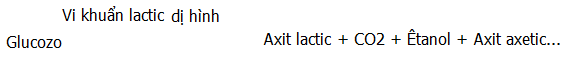 Vi khuẩn lactic dị hình
Glucozo Axit lactic + CO2 + Êtanol + Axit axetic...